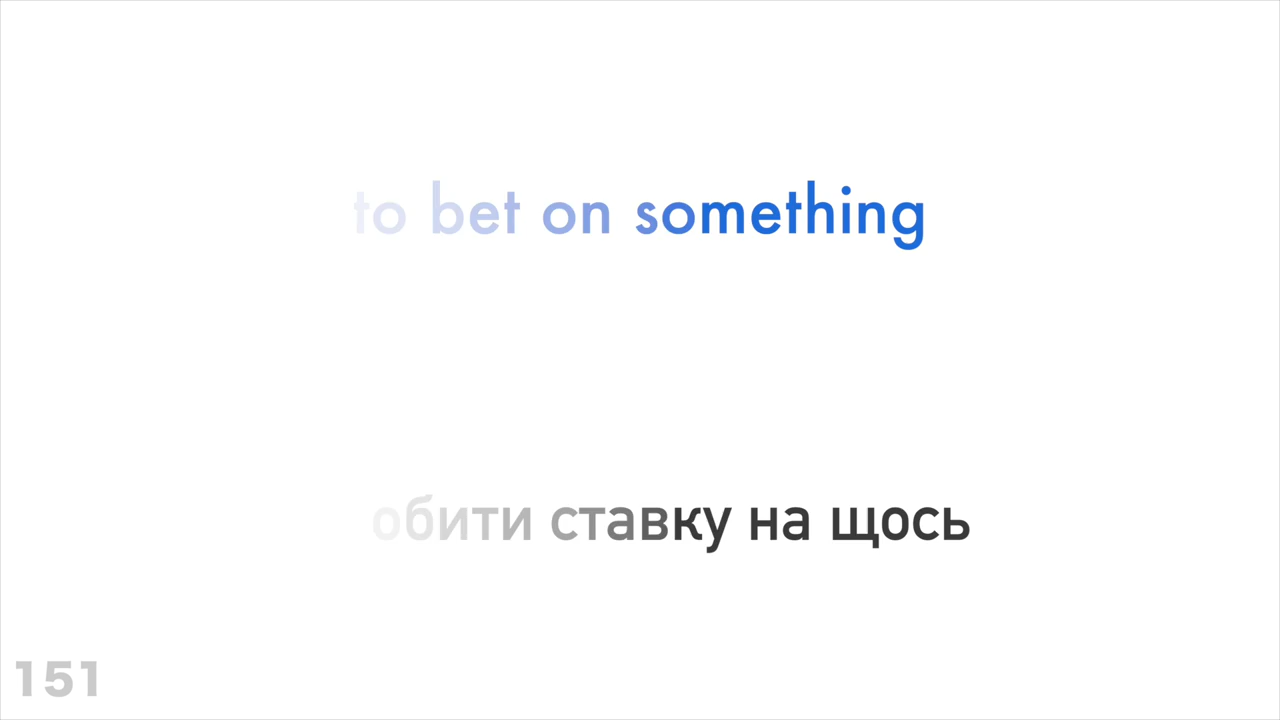 to bet on something
обити ставку на щось
151